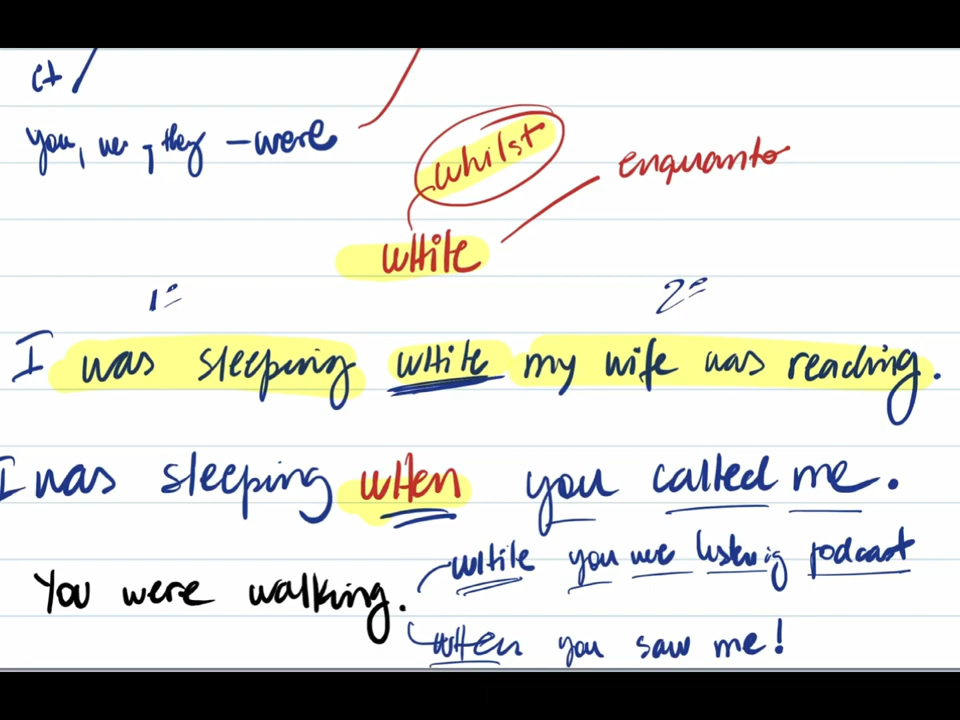 ct /
you, we, they - were
whilst
enquanto
while
1º
2º
I was sleeping while my wife was reading.
I was sleeping when you called me.
while you were listening podcast
You were walking.
when you saw me!